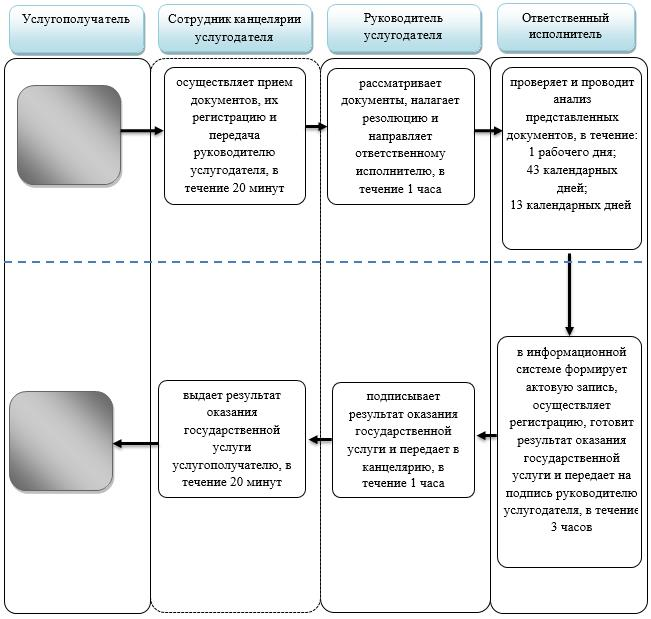 Услугополучатель
Сотрудник канцелярии
услугодателя
Руководитель
услугодателя
Ответственный
исполнитель
осуществляет прием
документов, их
регистрацию и
передача
руководителю
услугодателя, в
течение 20 минут
рассматривает
документы, налагает
резолюцию и
направляет
ответственному
исполнителю, в
течение 1 часа
проверяет и проводит
анализ
представленных
документов, в течение:
1 рабочего дня;
43 календарных
дней;
13 календарных дней
выдает результат
оказания
государственной
услуги
услугополучателю, в
течение 20 минут
подписывает
результат оказания
государственной
услуги и передает в
канцелярию, в
течение 1 часа
в информационной
системе формирует
актовую запись,
осуществляет
регистрацию, готовит
результат оказания
государственной
услуги и передает на
подпись руководителю
услугодателя, в течение
3 часов